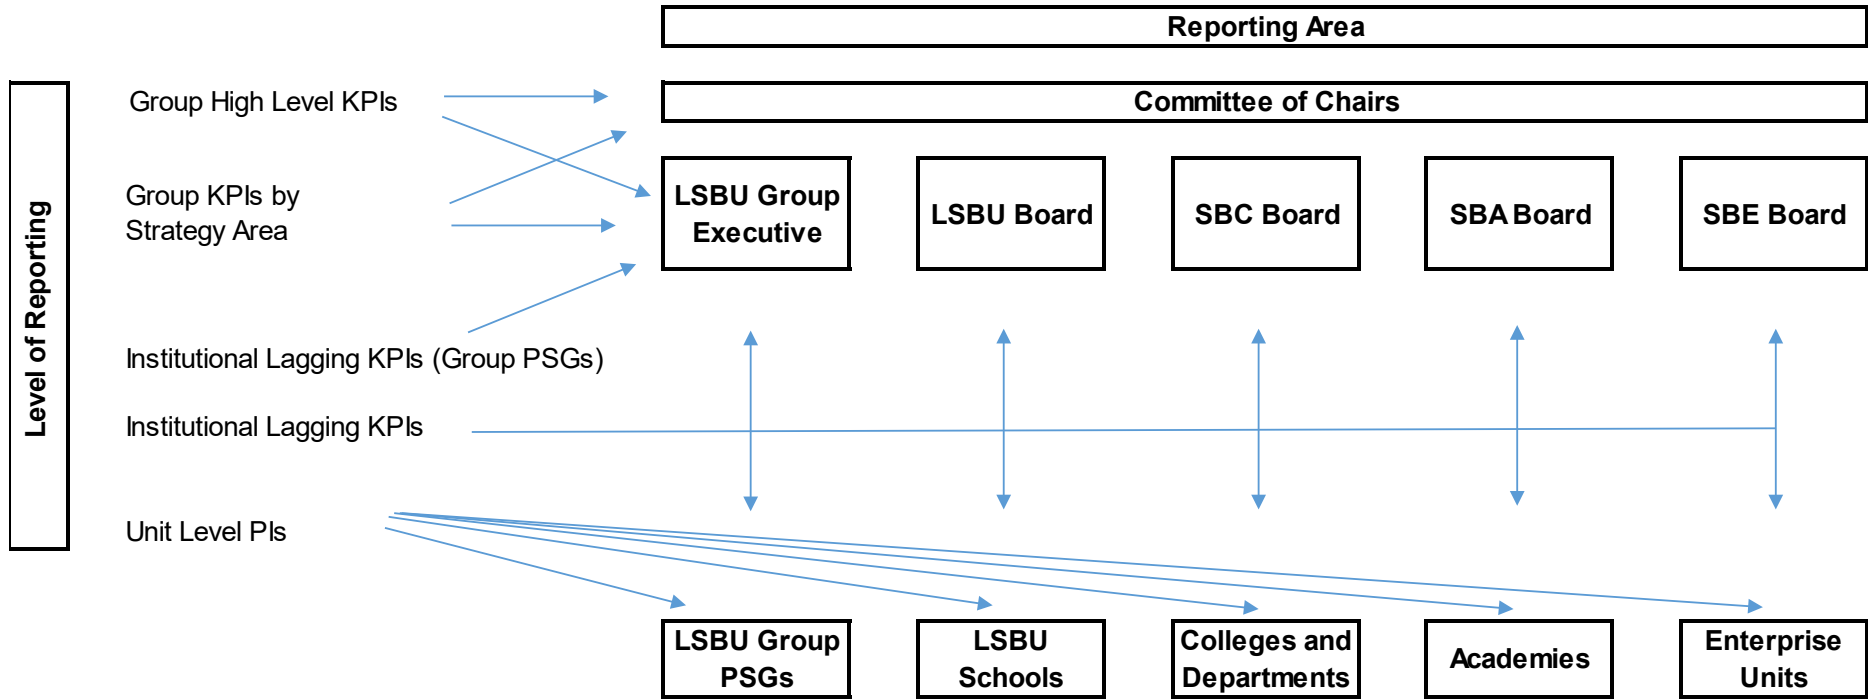 Reporting Area
Level of Reporting
Group High Level KPIs
Committee of Chairs
Group KPIs by
Strategy Area
LSBU Group
Executive
LSBU Board
SBC Board
SBA Board
SBE Board
Institutional Lagging KPIs (Group PSGs)
Institutional Lagging KPIs
Unit Level PIs
LSBU Group
PSGs
LSBU
Schools
Colleges and
Departments
Academies
Enterprise
Units